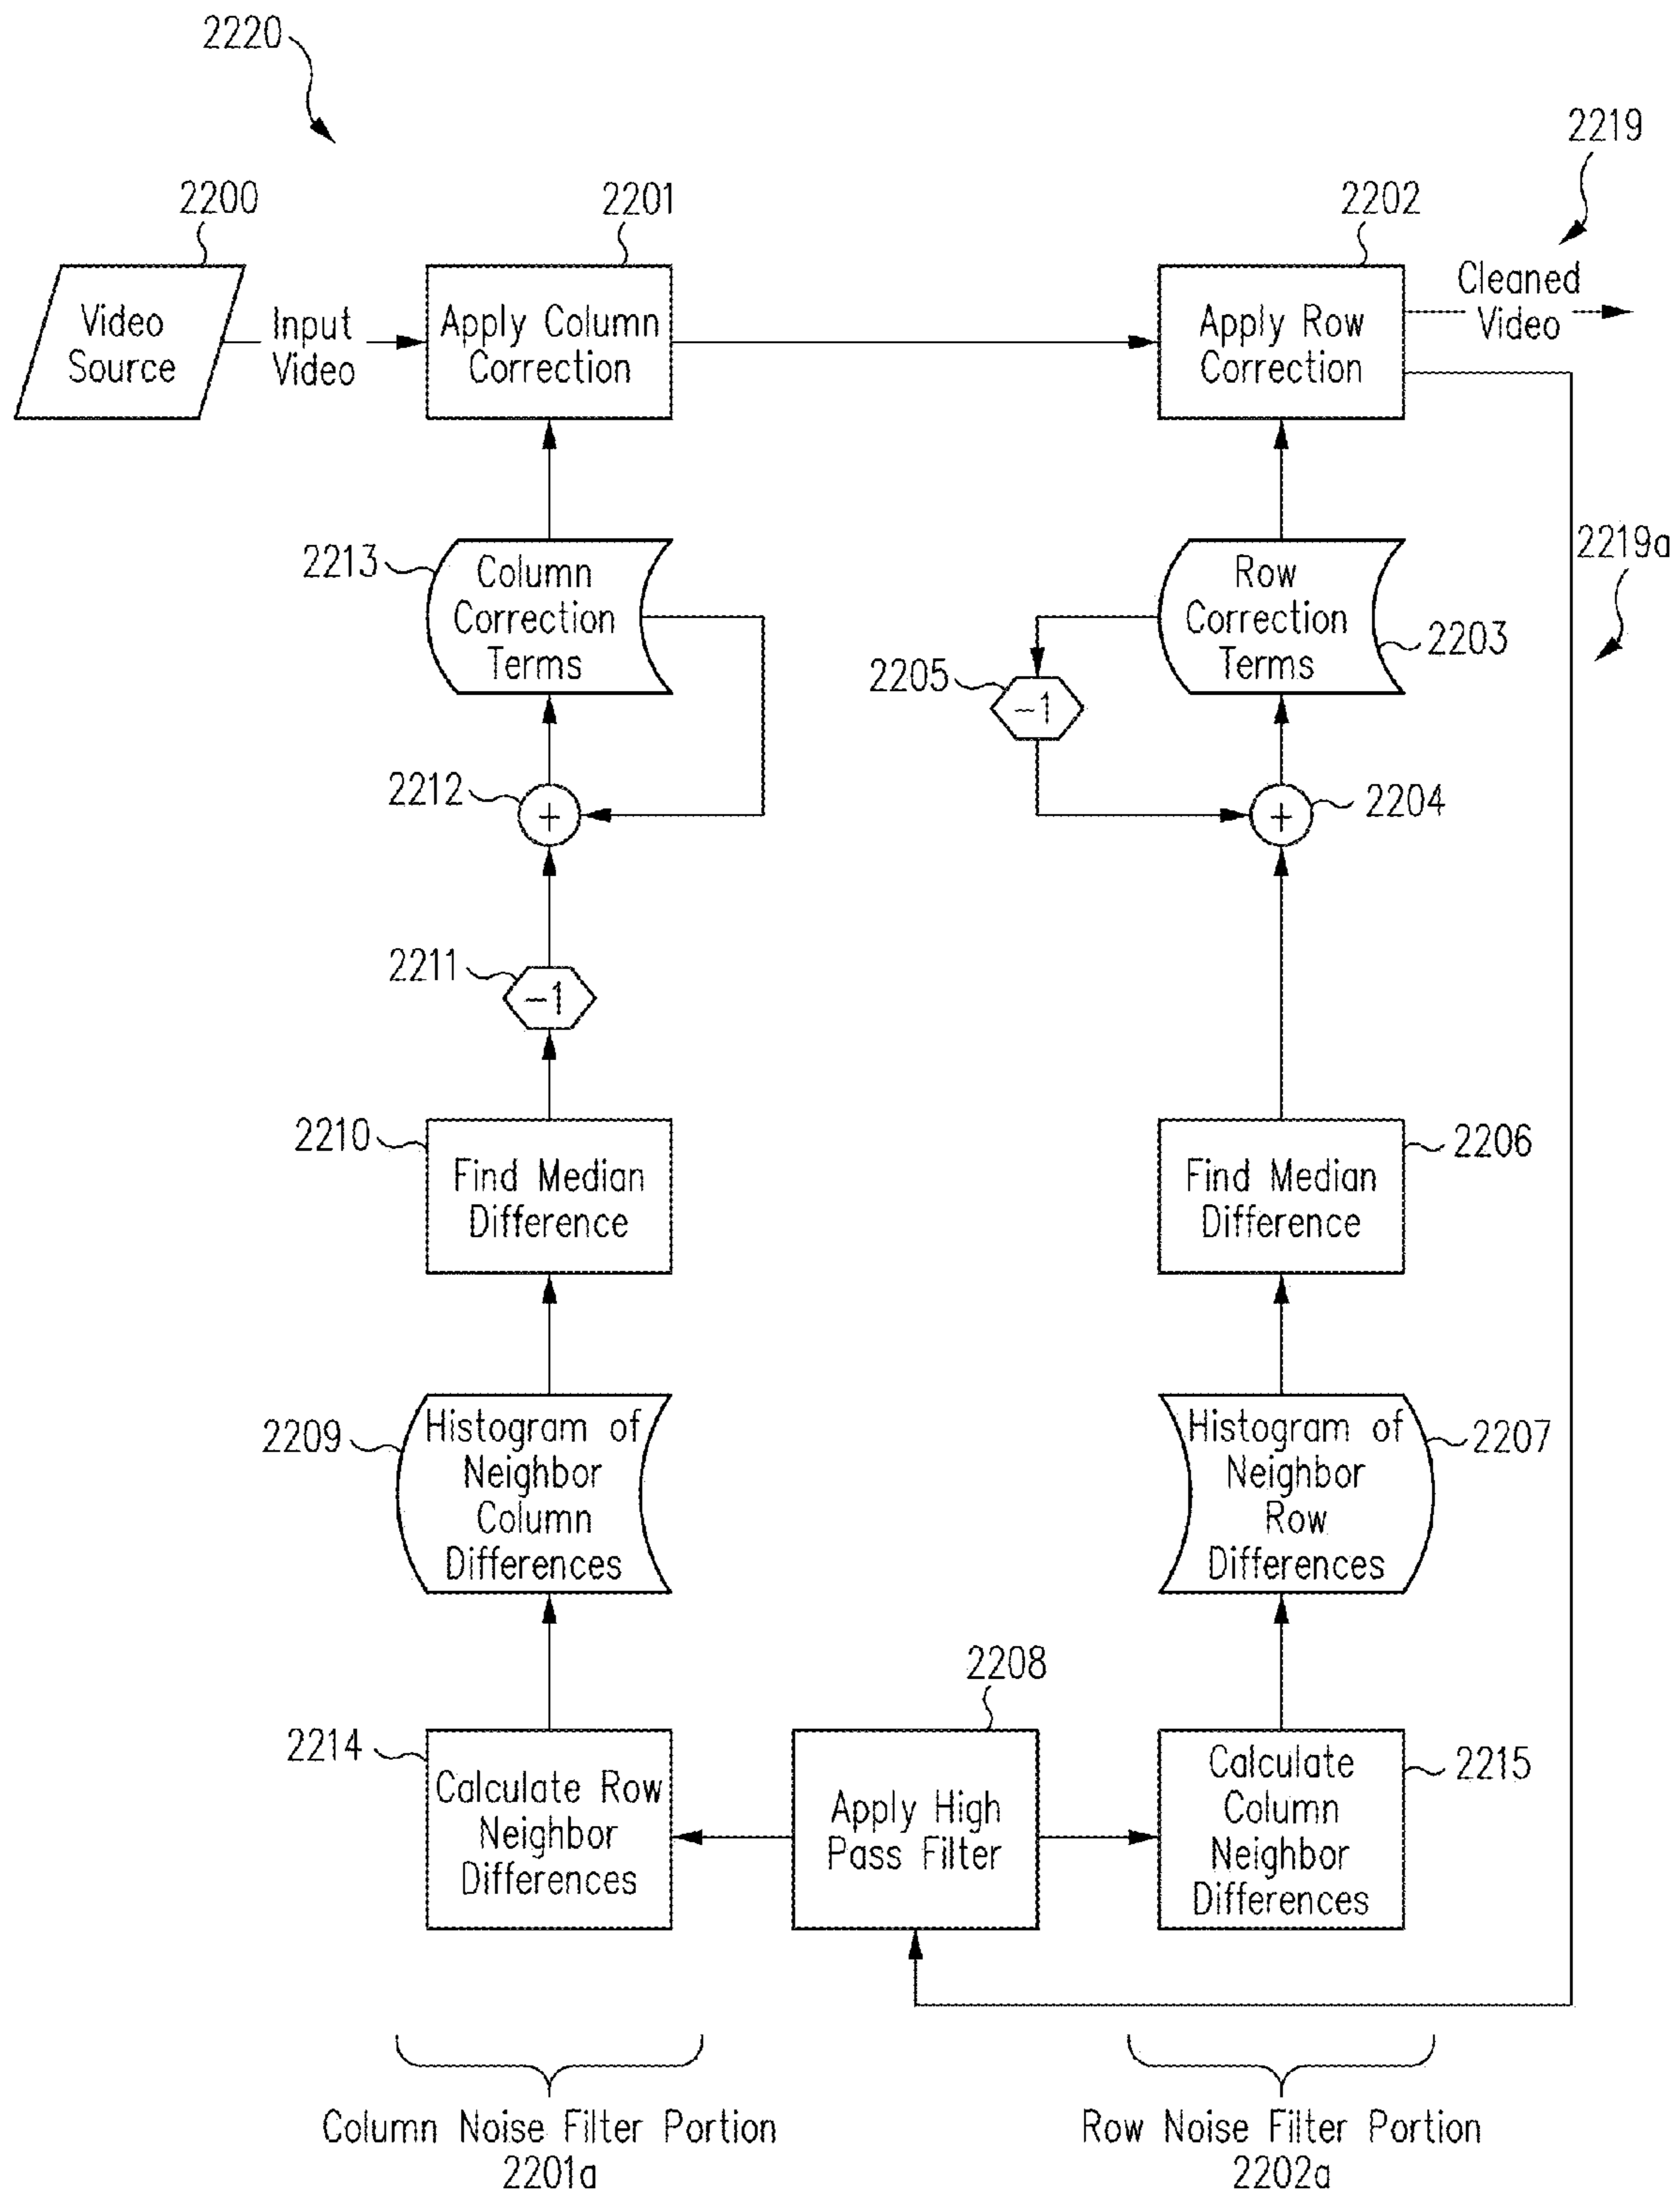 2220
2219
2200
2201
2202
Video
Source
Input
Video
Apply Column
Correction
Apply Row
Correction
Cleaned
Video
2219a
2213
Column
Correction
Terms
Row
Correction
Terms
2203
2205
-1
2212
+
+
2204
2211
-1
2210
Find Median
Difference
Find Median
Difference
2206
2209
Histogram of
Neighbor
Column
Differences
Histogram of
Neighbor
Row
Differences
2207
2208
2214
Calculate Row
Neighbor
Differences
Apply High
Pass Filter
Calculate
Column
Neighbor
Differences
2215
Column Noise Filter Portion
2201a
Row Noise Filter Portion
2202a